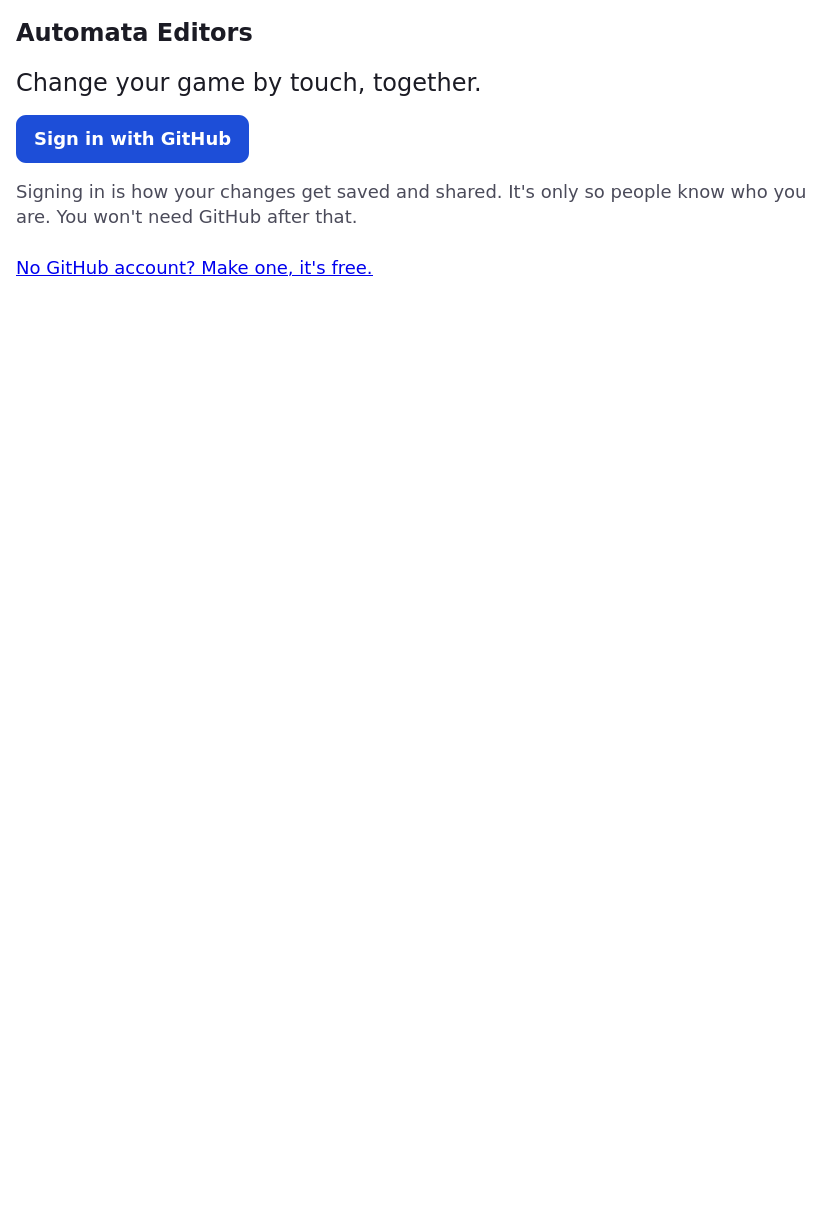 Automata Editors
Change your game by touch, together.
Sign in with GitHub
Signing in is how your changes get saved and shared. It's only so people know who you
are. You won't need GitHub after that.
No GitHub account? Make one, it's free.